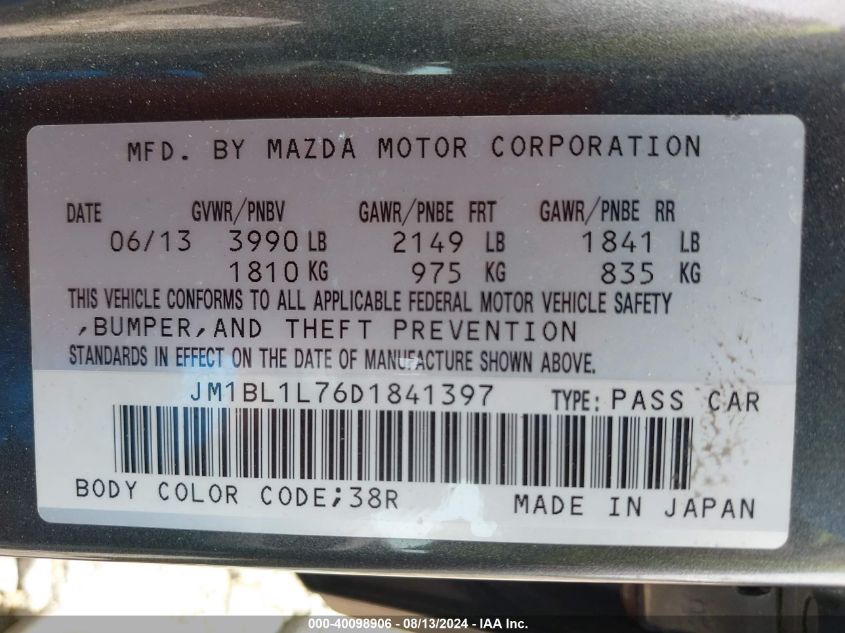 MFD. BY MAZDA MOTOR CORPORATION
DATE GVWR/PNBV GAWR/PNBE FRT GAWR/PNBE RR
06/13 3990 LB 2149 LB 1841 LB
1810 KG 975 KG 835 KG
THIS VEHICLE CONFORMS TO ALL APPLICABLE FEDERAL MOTOR VEHICLE SAFETY
,BUMPER,AND THEFT PREVENTION
STANDARDS IN EFFECT ON THE DATE OF MANUFACTURE SHOWN ABOVE.
JM1BL1L76D1841397 TYPE: PASS CAR
BODY COLOR CODE;38R MADE IN JAPAN
000-40098906 - 08/13/2024 - IAA Inc.